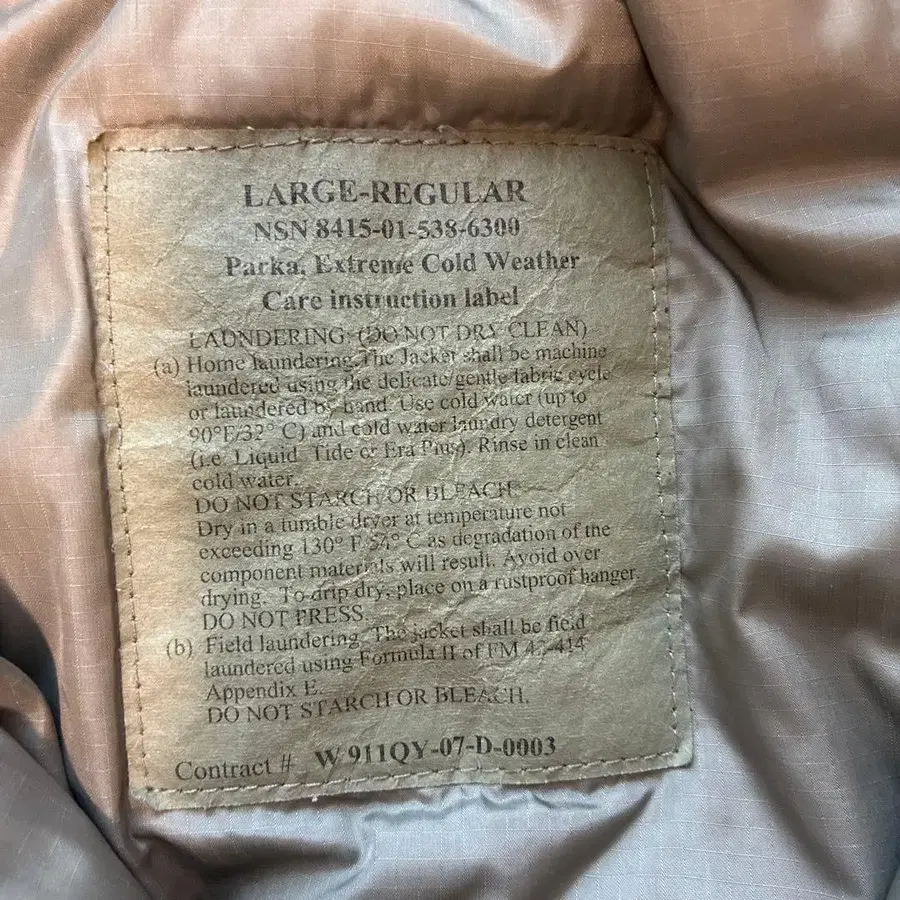 LARGE-REGULAR
NSN 8415-01-538-6300
Parka, Extreme Cold Weather
Care instruction label
LAUNDERING: (DO NOT DRY CLEAN)
(a) Home laundering. The Jacket shall be machine
laundered using the delicate/gentle fabric cycle
or laundered by hand. Use cold water (up to
90°F/32° C) and cold water laundry detergent
(i.e. Liquid Tide or Era Plus). Rinse in clean
cold water.
DO NOT STARCH OR BLEACH.
Dry in a tumble dryer at temperature not
exceeding 130° F 54° C as degradation of the
component materials will result. Avoid over
drying. To drip dry, place on a rustproof hanger.
DO NOT PRESS.
(b) Field laundering. The jacket shall be field
laundered using Formula II of FM
Appendix E.
DO NOT STARCH OR BLEACH.
Contract # W911QY-07-D-0003